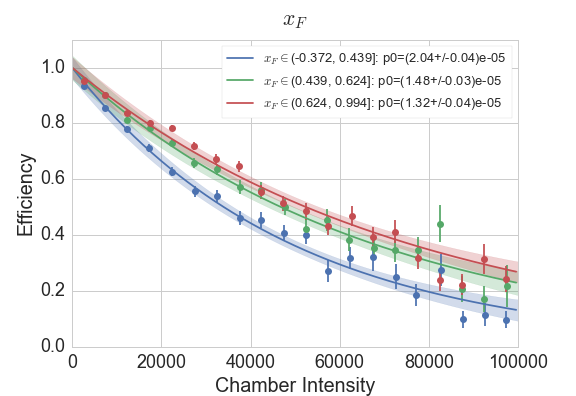 x_F
x_F ∈ (-0.372, 0.439]: p0=(2.04+/-0.04)e-05
x_F ∈ (0.439, 0.624]: p0=(1.48+/-0.03)e-05
x_F ∈ (0.624, 0.994]: p0=(1.32+/-0.04)e-05
1.0
0.8
0.6
0.4
0.2
0.0
Efficiency
0 20000 40000 60000 80000 100000
Chamber Intensity